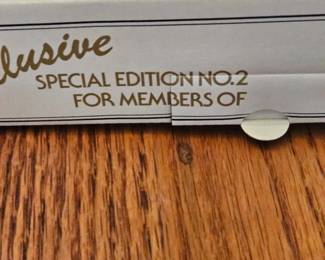 lusive
SPECIAL EDITION NO.2
FOR MEMBERS OF